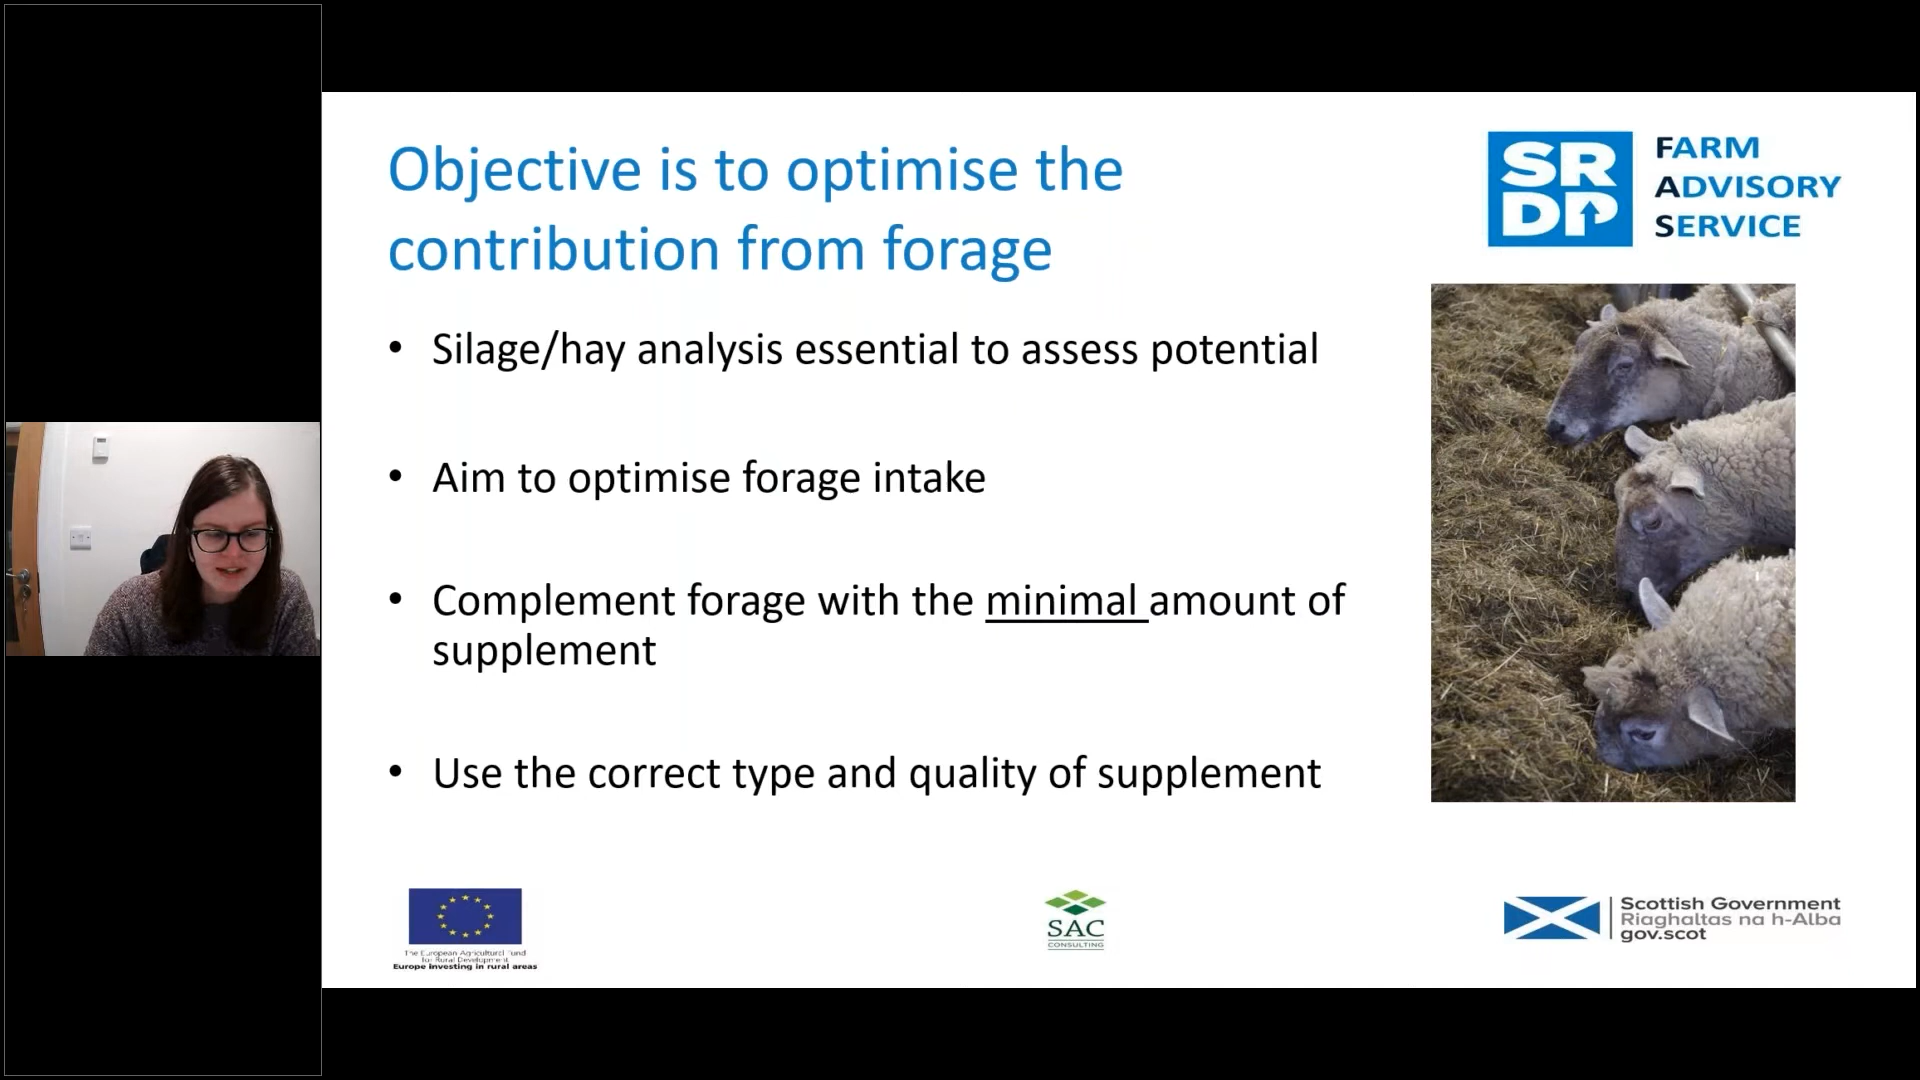 Objective is to optimise the
contribution from forage
• Silage/hay analysis essential to assess potential
• Aim to optimise forage intake
• Complement forage with the minimal amount of
supplement
• Use the correct type and quality of supplement
SR
DP
FARM
ADVISORY
SERVICE
The European Agricultural Fund
for Rural Development
Europe investing in rural areas
SAC
CONSULTING
Scottish Government
Riaghaltas na h-Alba
gov.scot